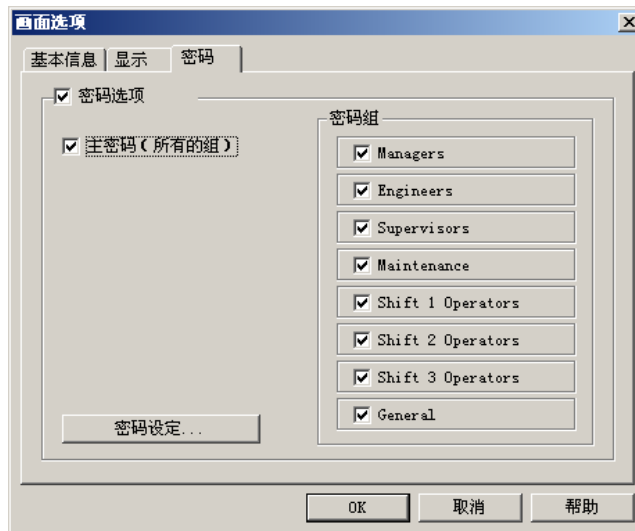 画面选项
基本信息 显示 密码
密码选项
主密码(所有的组)
密码组
Managers
Engineers
Supervisors
Maintenance
Shift 1 Operators
Shift 2 Operators
Shift 3 Operators
General
密码设定...
OK 取消 帮助